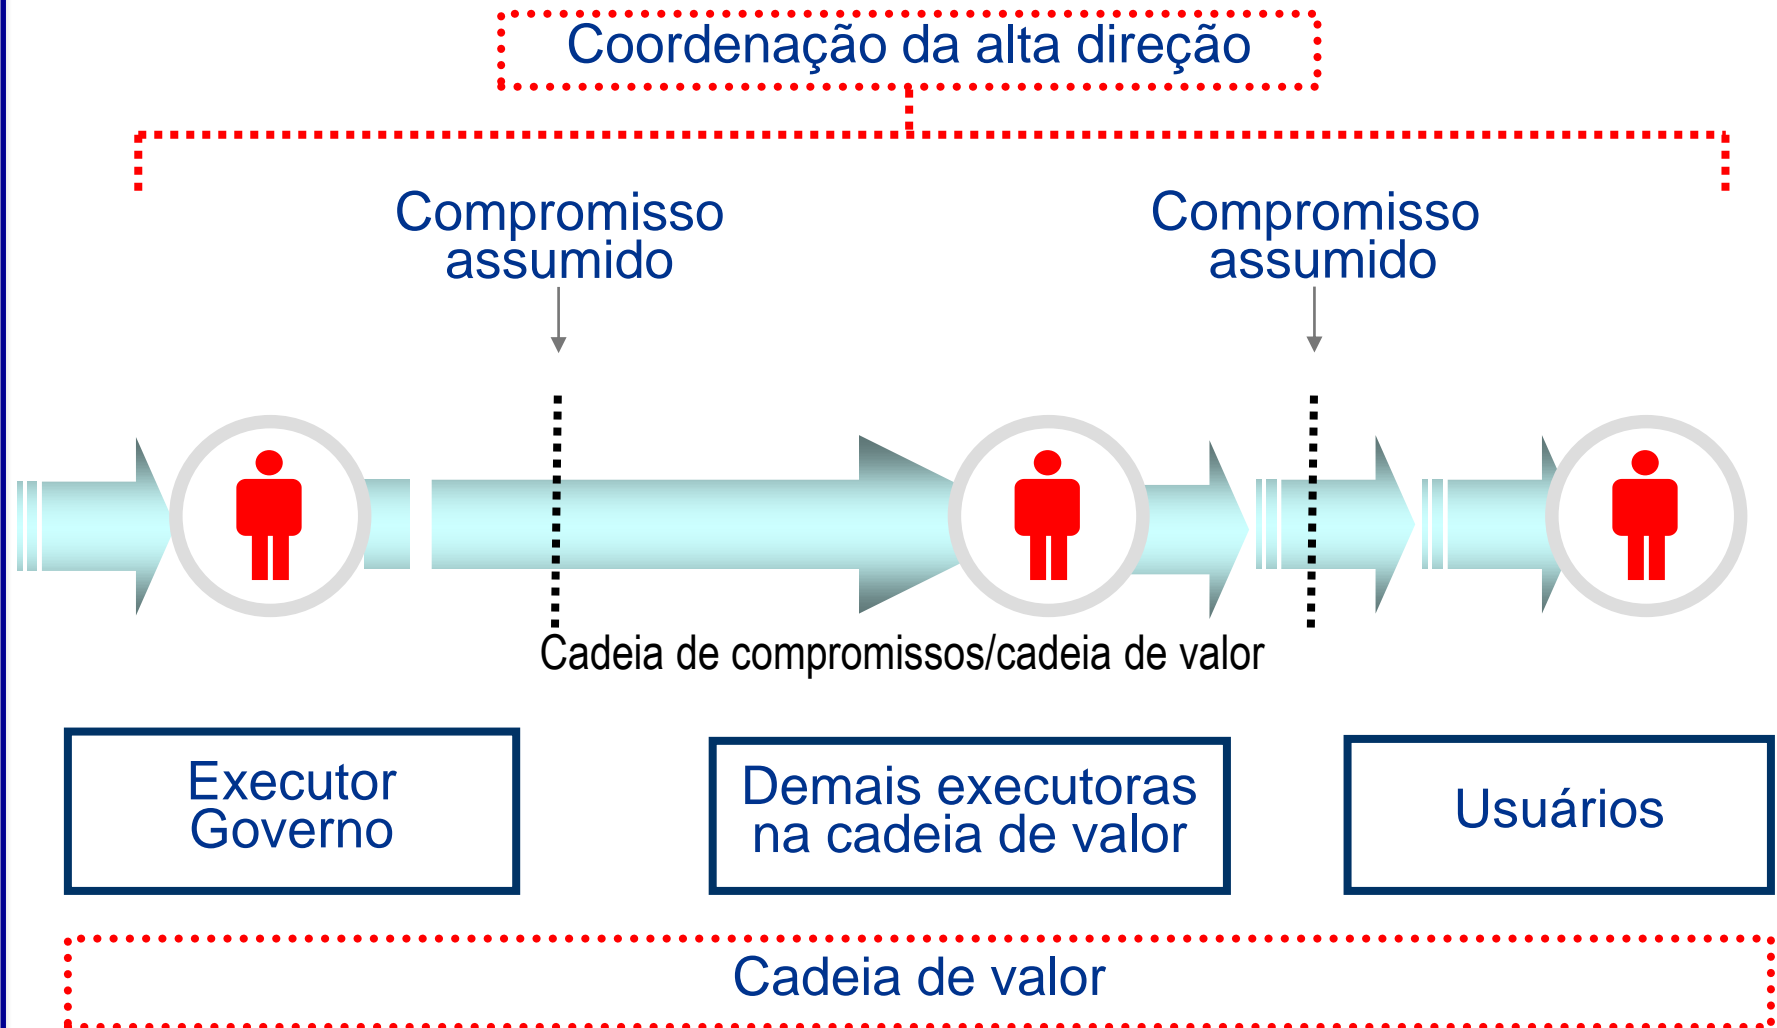 Coordenação da alta direção
Compromisso
assumido
Compromisso
assumido
Cadeia de compromissos/cadeia de valor
Executor
Governo
Demais executoras
na cadeia de valor
Usuários
Cadeia de valor